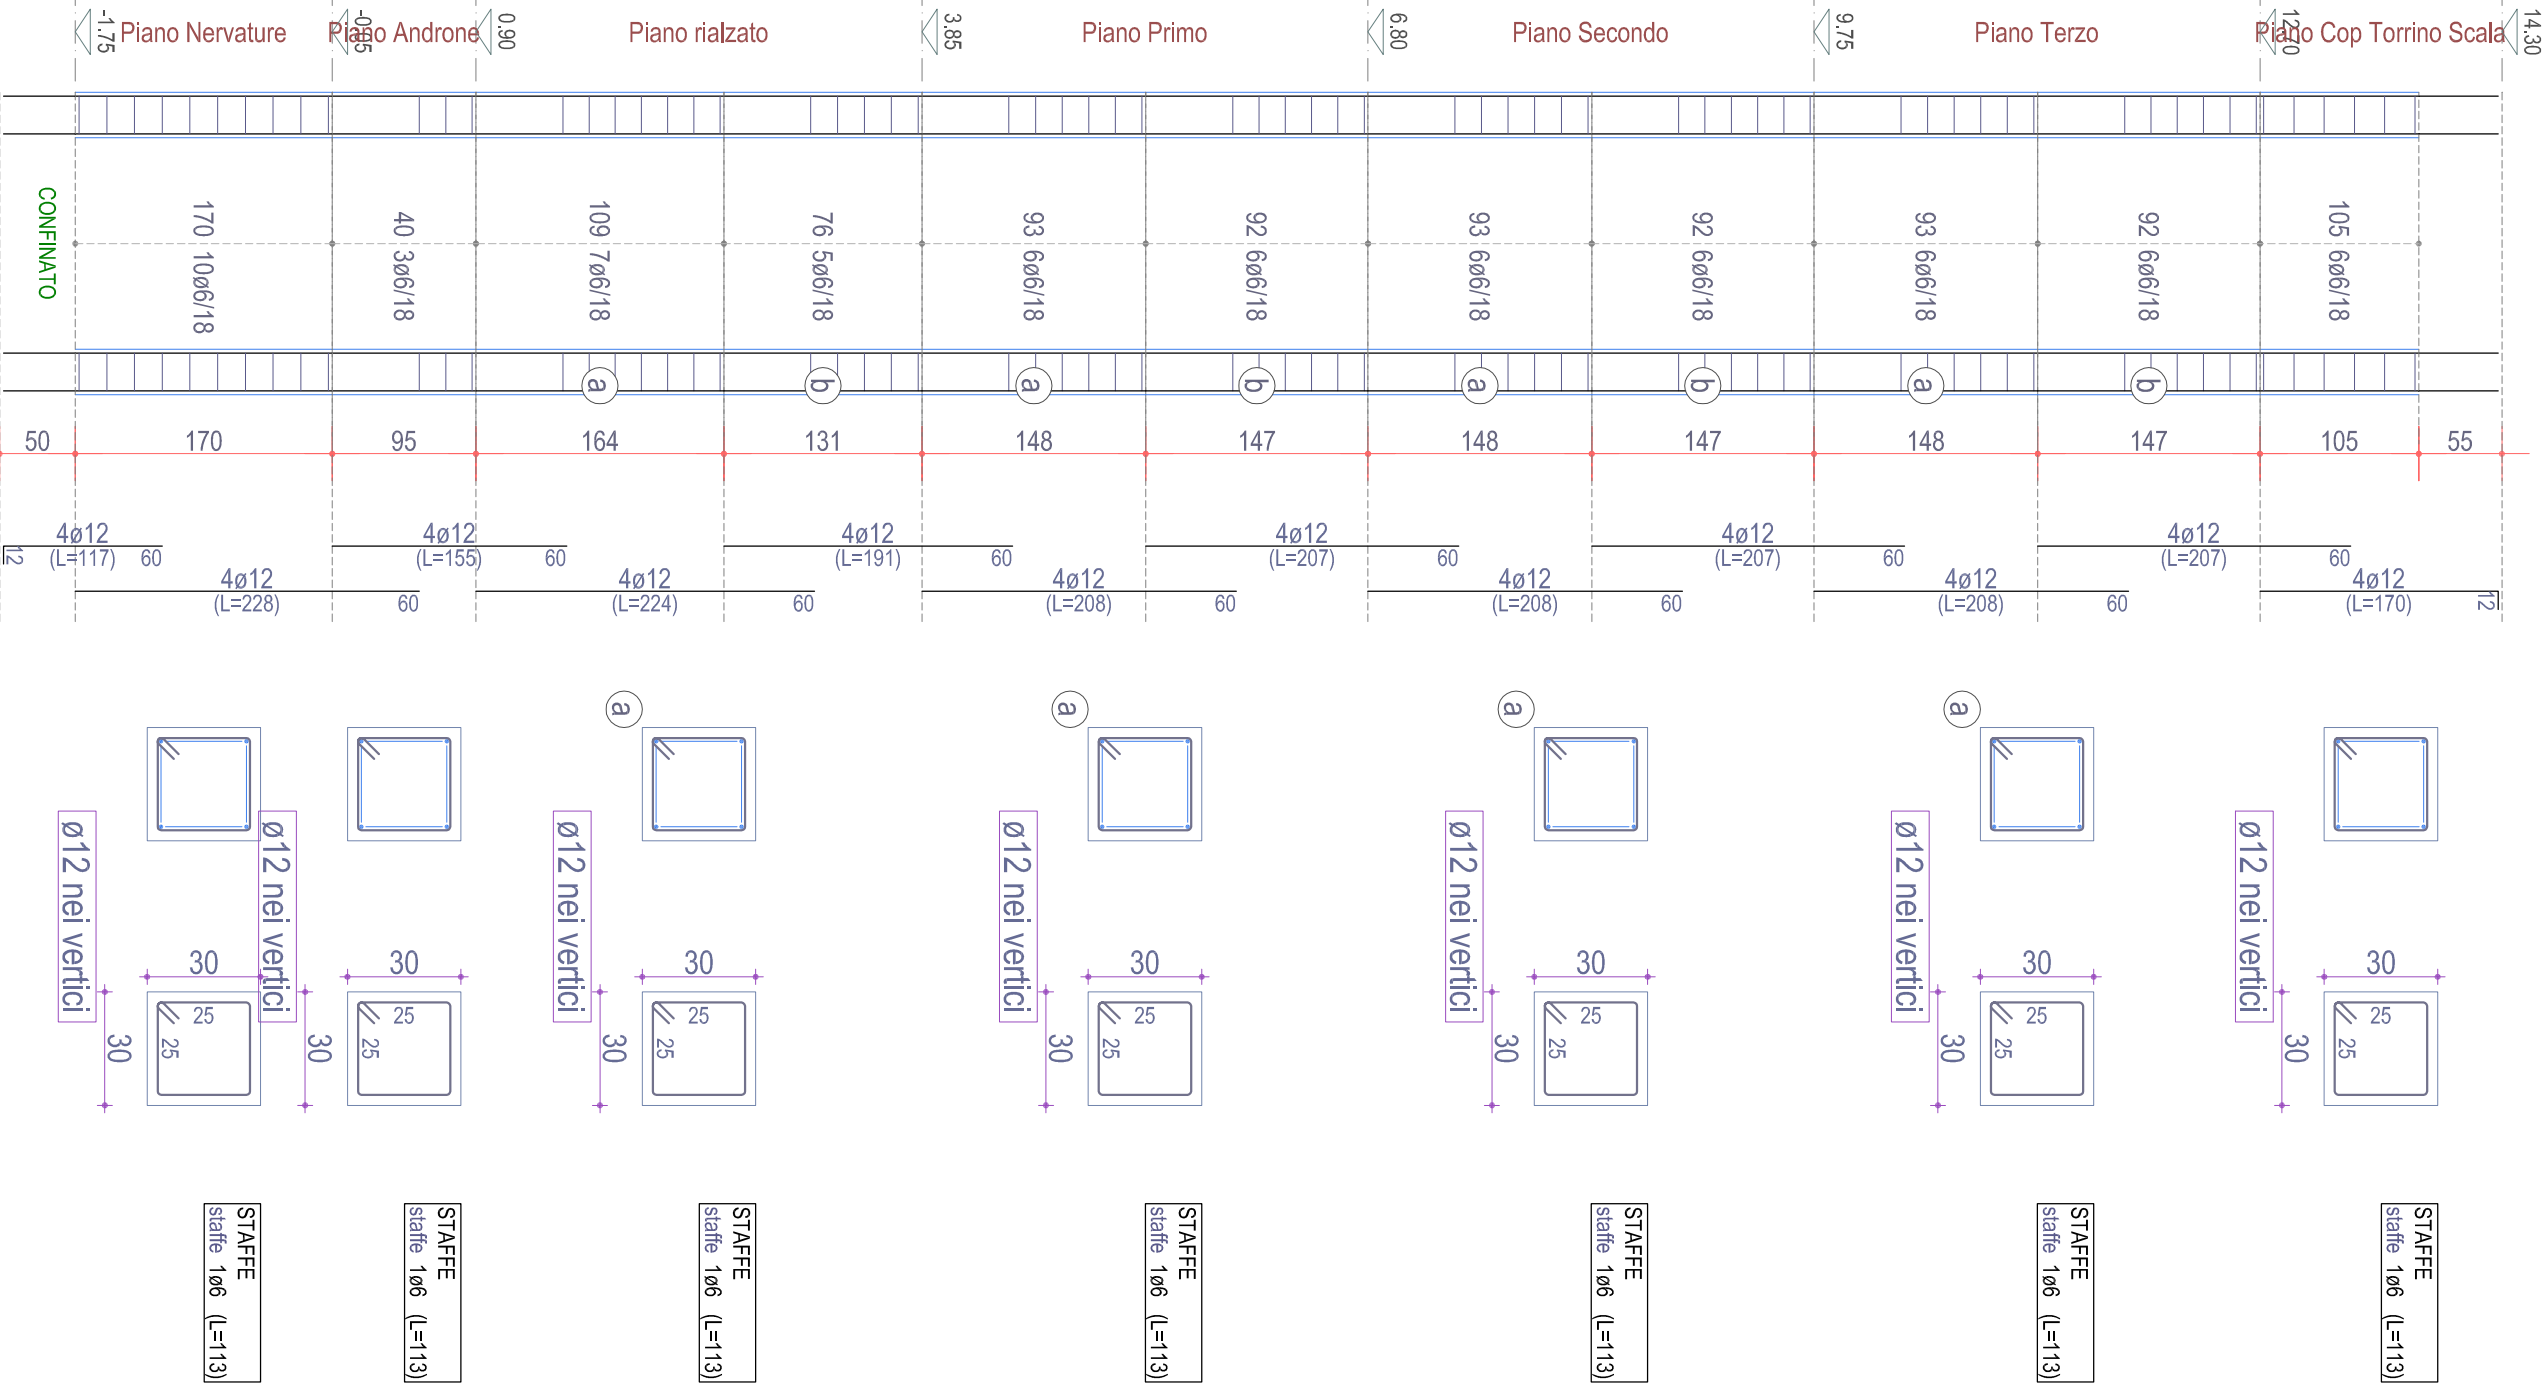 -1.75
Piano Nervature
-0.05
Piano Androne
0.90
Piano rialzato
3.85
Piano Primo
6.80
Piano Secondo
9.75
Piano Terzo
12.70
Piano Cop Torrino Scala
14.30
CONFINATO
170 10ø6/18
40 3ø6/18
109 7ø6/18
76 5ø6/18
93 6ø6/18
92 6ø6/18
93 6ø6/18
92 6ø6/18
93 6ø6/18
92 6ø6/18
105 6ø6/18
a
b
a
b
a
b
a
b
50
170
95
164
131
148
147
148
147
148
147
105
55
12
4ø12
(L=117)
60
4ø12
(L=155)
60
4ø12
(L=191)
60
4ø12
(L=207)
60
4ø12
(L=207)
60
4ø12
(L=207)
60
4ø12
(L=228)
60
4ø12
(L=224)
60
4ø12
(L=208)
60
4ø12
(L=208)
60
4ø12
(L=208)
60
4ø12
(L=170)
12
a
a
a
a
ø12 nei vertici
ø12 nei vertici
ø12 nei vertici
ø12 nei vertici
ø12 nei vertici
ø12 nei vertici
ø12 nei vertici
30
30
30
30
30
30
30
30
25
25
30
25
25
30
25
25
30
25
25
30
25
25
30
25
25
30
25
25
STAFFE
staffe 1ø6 (L=113)
STAFFE
staffe 1ø6 (L=113)
STAFFE
staffe 1ø6 (L=113)
STAFFE
staffe 1ø6 (L=113)
STAFFE
staffe 1ø6 (L=113)
STAFFE
staffe 1ø6 (L=113)
STAFFE
staffe 1ø6 (L=113)